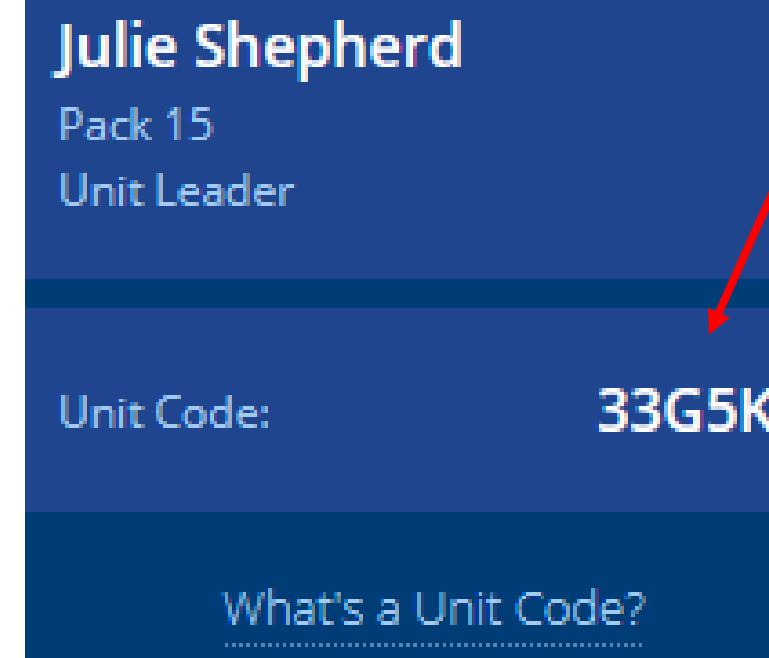 Julie Shepherd
Pack 15
Unit Leader
Unit Code: 33G5K
What's a Unit Code?